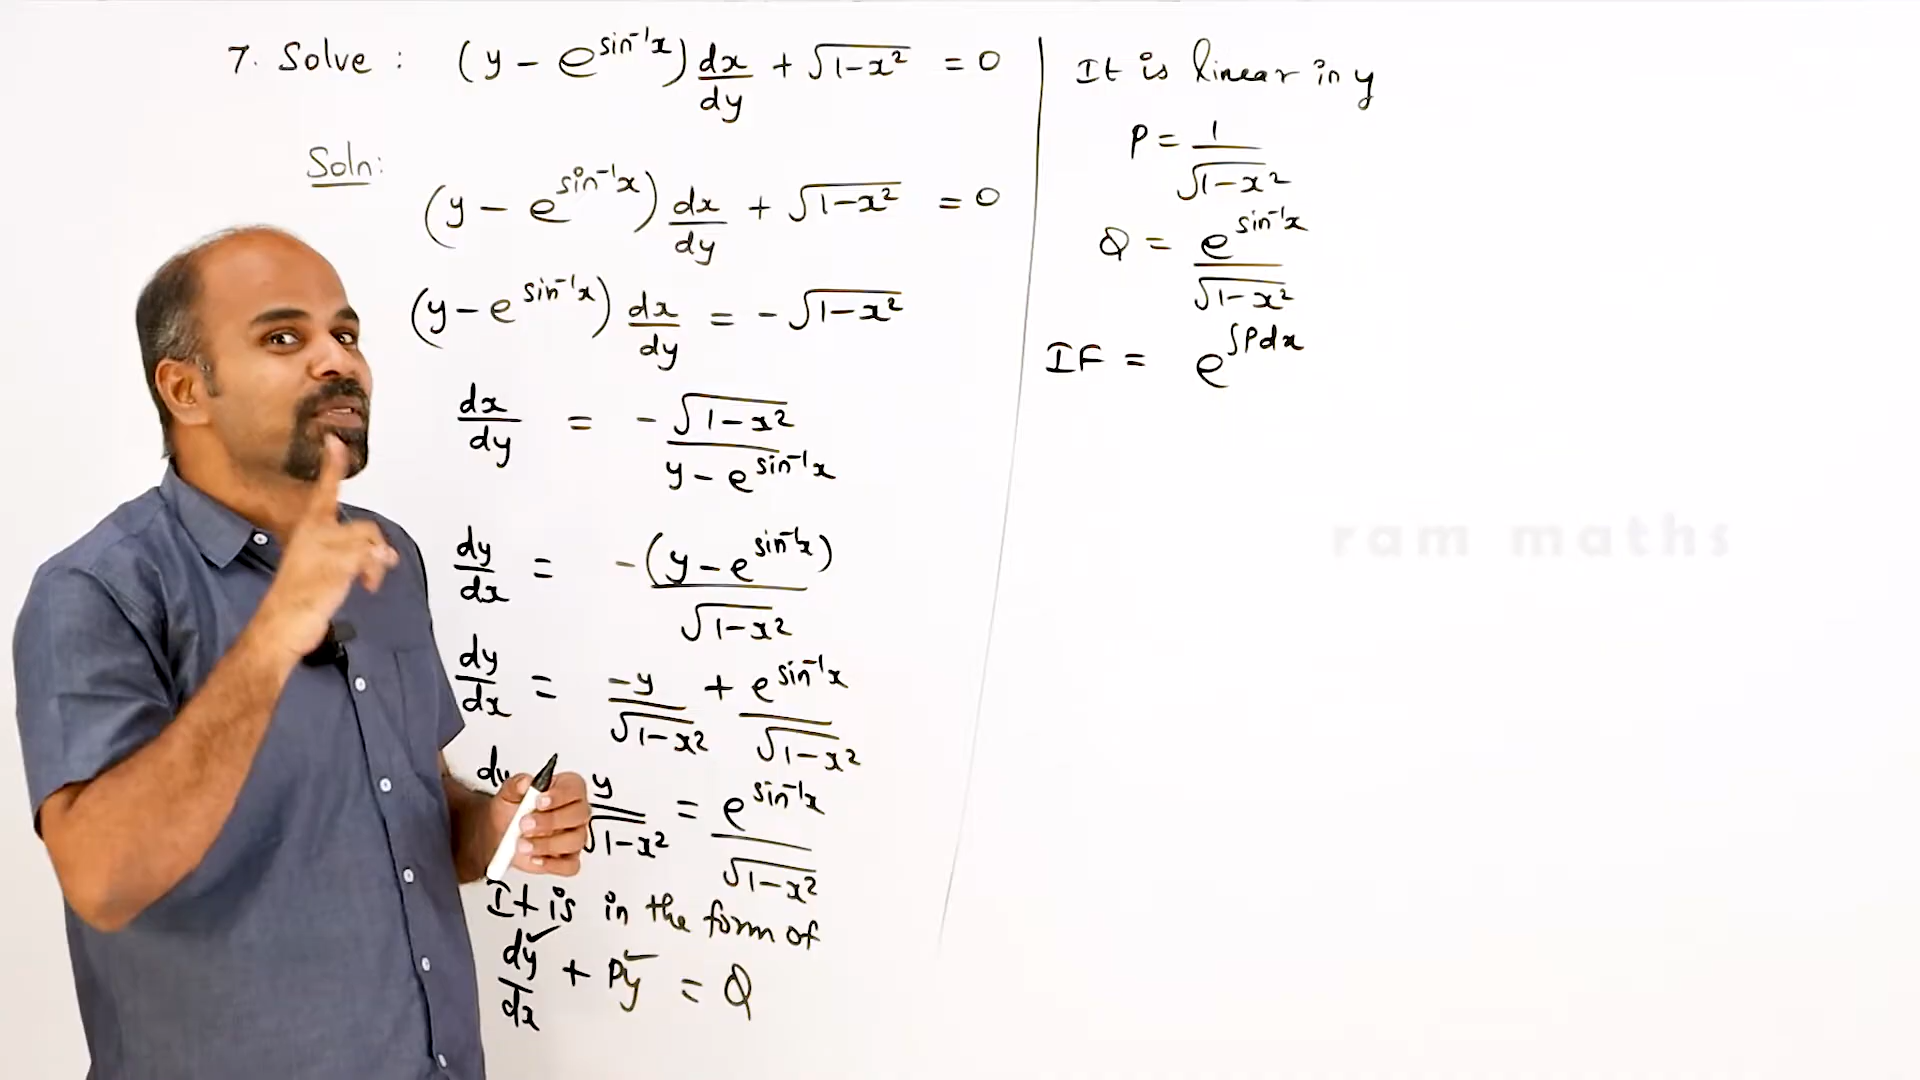 7. Solve : (y - e^(sin⁻¹x)) dx/dy + √(1-x²) = 0
Soln:
(y - e^(sin⁻¹x)) dx/dy + √(1-x²) = 0
(y - e^(sin⁻¹x)) dx/dy = -√(1-x²)
dx/dy = -√(1-x²) / (y - e^(sin⁻¹x))
dy/dx = -(y - e^(sin⁻¹x)) / √(1-x²)
dy/dx = -y/√(1-x²) + e^(sin⁻¹x)/√(1-x²)
dy y/√(1-x²) = e^(sin⁻¹x)/√(1-x²)
It is in the form of
dy/dx + Py = Q
It is linear in y
P = 1/√(1-x²)
Q = e^(sin⁻¹x)/√(1-x²)
IF = e^(∫Pdx)
ram maths